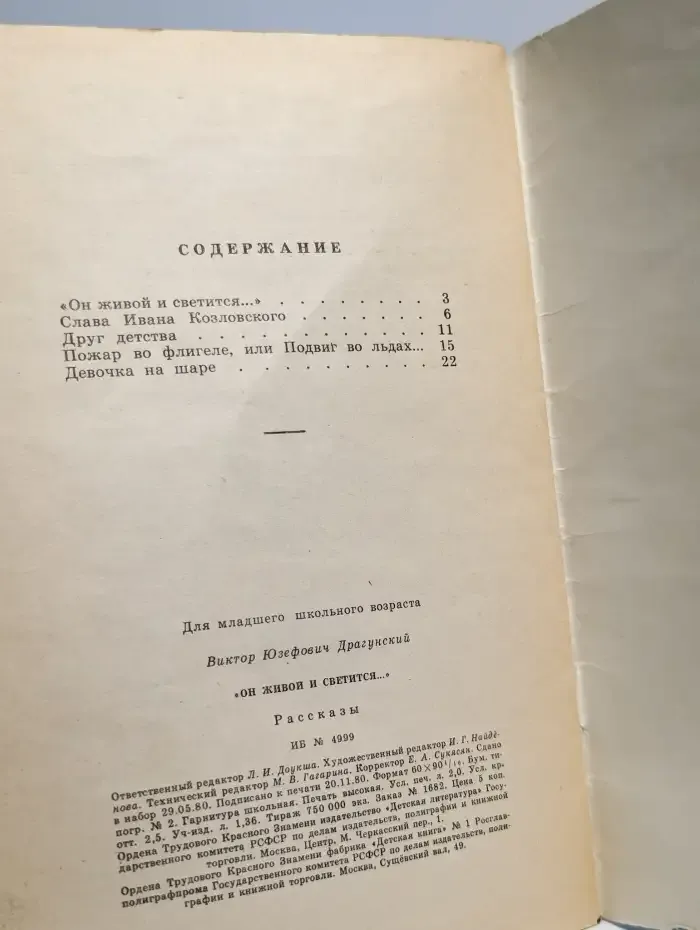 СОДЕРЖАНИЕ
«Он живой и светится...» . . . . . . . . 3
Слава Ивана Козловского . . . . . . . 6
Друг детства . . . . . . . . . . . . 11
Пожар во флигеле, или Подвиг во льдах... 15
Девочка на шаре . . . . . . . . . . 22
Для младшего школьного возраста
Виктор Юзефович Драгунский
«ОН ЖИВОЙ И СВЕТИТСЯ...»
Рассказы
ИБ № 4999
Ответственный редактор Л. И. Доукша. Художественный редактор И. Г. Найдё-
нова. Технический редактор М. В. Гагарина. Корректор Е. А. Сукасян. Сдано
в набор 29.05.80. Подписано к печати 20.11.80. Формат 60×90¹/₁₆. Бум. ти-
погр. № 2. Гарнитура школьная. Печать высокая. Усл. печ. л. 2,0. Усл. кр.
отт. 2,5. Уч-изд. л. 1,36. Тираж 750 000 экз. Заказ № 1682. Цена 5 коп.
Ордена Трудового Красного Знамени издательство «Детская литература» Госу-
дарственного комитета РСФСР по делам издательств, полиграфии и книжной
торговли. Москва, Центр, М. Черкасский пер., 1.
Ордена Трудового Красного Знамени фабрика «Детская книга» № 1 Росглав-
полиграфпрома Государственного комитета РСФСР по делам издательств, поли-
графии и книжной торговли. Москва, Сущёвский вал, 49.